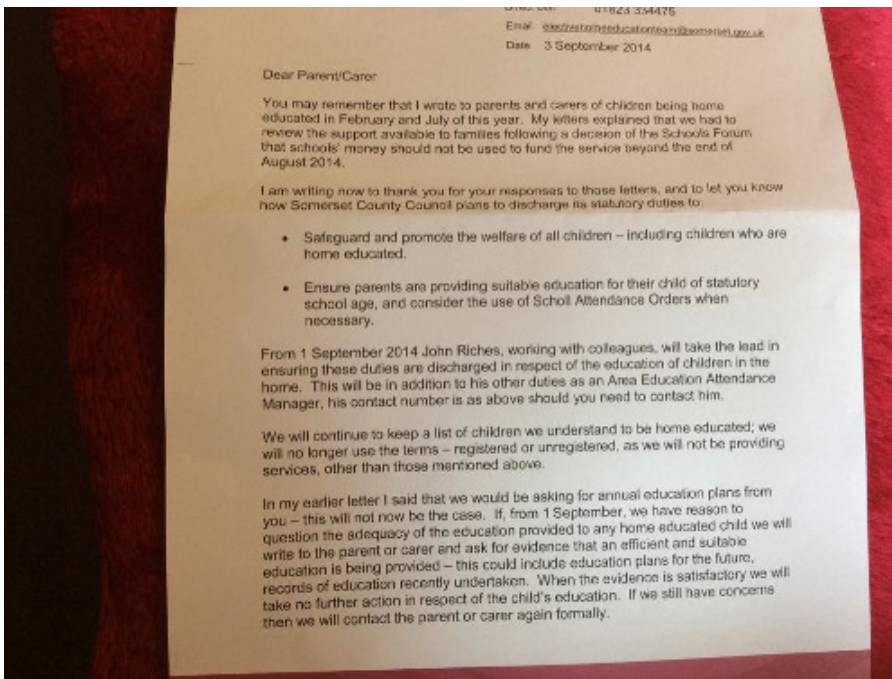 01823 334475
Email
Date 3 September 2014
Dear Parent/Carer
You may remember that I wrote to parents and carers of children being home
educated in February and July of this year. My letters explained that we had to
review the support available to families following a decision of the Schools Forum
that schools' money should not be used to fund the service beyond the end of
August 2014.
I am writing now to thank you for your responses to those letters, and to let you know
how Somerset County Council plans to discharge its statutory duties to:
• Safeguard and promote the welfare of all children – including children who are
home educated.
• Ensure parents are providing suitable education for their child of statutory
school age, and consider the use of Scholl Attendance Orders when
necessary.
From 1 September 2014 John Riches, working with colleagues, will take the lead in
ensuring these duties are discharged in respect of the education of children in the
home. This will be in addition to his other duties as an Area Education Attendance
Manager, his contact number is as above should you need to contact him.
We will continue to keep a list of children we understand to be home educated; we
will no longer use the terms – registered or unregistered, as we will not be providing
services, other than those mentioned above.
In my earlier letter I said that we would be asking for annual education plans from
you – this will not now be the case. If, from 1 September, we have reason to
question the adequacy of the education provided to any home educated child we will
write to the parent or carer and ask for evidence that an efficient and suitable
education is being provided – this could include education plans for the future,
records of education recently undertaken. When the evidence is satisfactory we will
take no further action in respect of the child's education. If we still have concerns
then we will contact the parent or carer again formally.